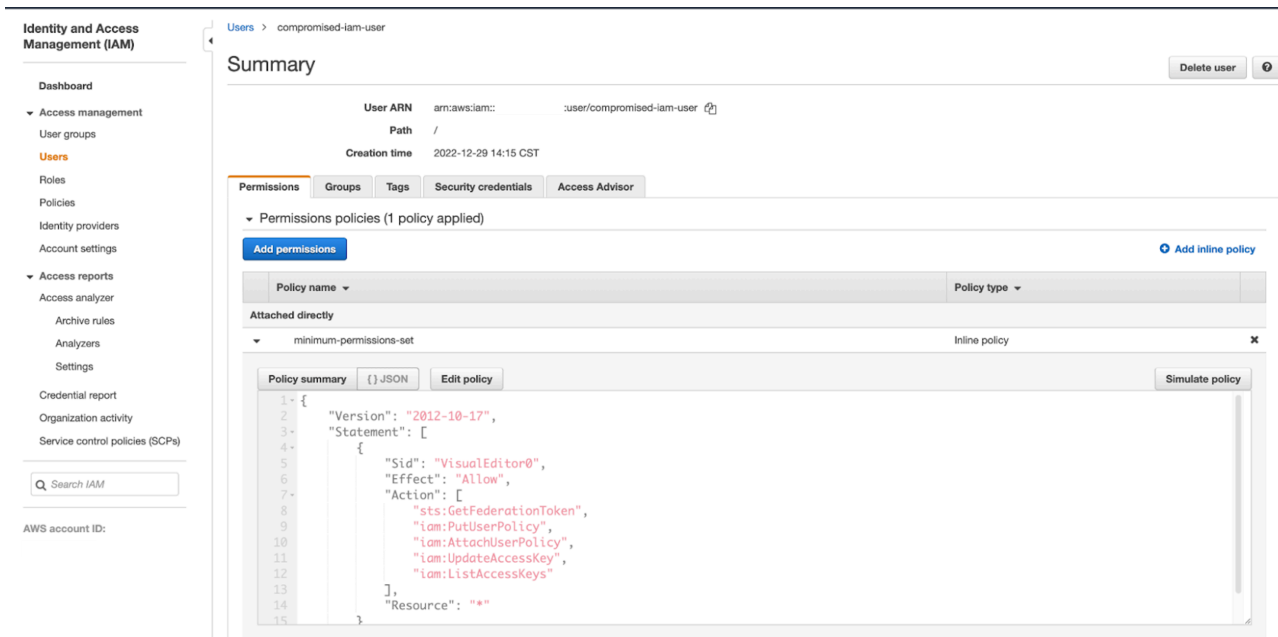 Identity and Access
Management (IAM)
Dashboard
Access management
User groups
Users
Roles
Policies
Identity providers
Account settings
Access reports
Access analyzer
Archive rules
Analyzers
Settings
Credential report
Organization activity
Service control policies (SCPs)
Search IAM
AWS account ID:
Users > compromised-iam-user
Summary
Delete user
User ARN arn:aws:iam:: :user/compromised-iam-user
Path /
Creation time 2022-12-29 14:15 CST
Permissions Groups Tags Security credentials Access Advisor
Permissions policies (1 policy applied)
Add permissions Add inline policy
Policy name Policy type
Attached directly
minimum-permissions-set Inline policy
Policy summary { } JSON Edit policy Simulate policy
1 {
2 "Version": "2012-10-17",
3 "Statement": [
4 {
5 "Sid": "VisualEditor0",
6 "Effect": "Allow",
7 "Action": [
8 "sts:GetFederationToken",
9 "iam:PutUserPolicy",
10 "iam:AttachUserPolicy",
11 "iam:UpdateAccessKey",
12 "iam:ListAccessKeys"
13 ],
14 "Resource": "*"
15 }